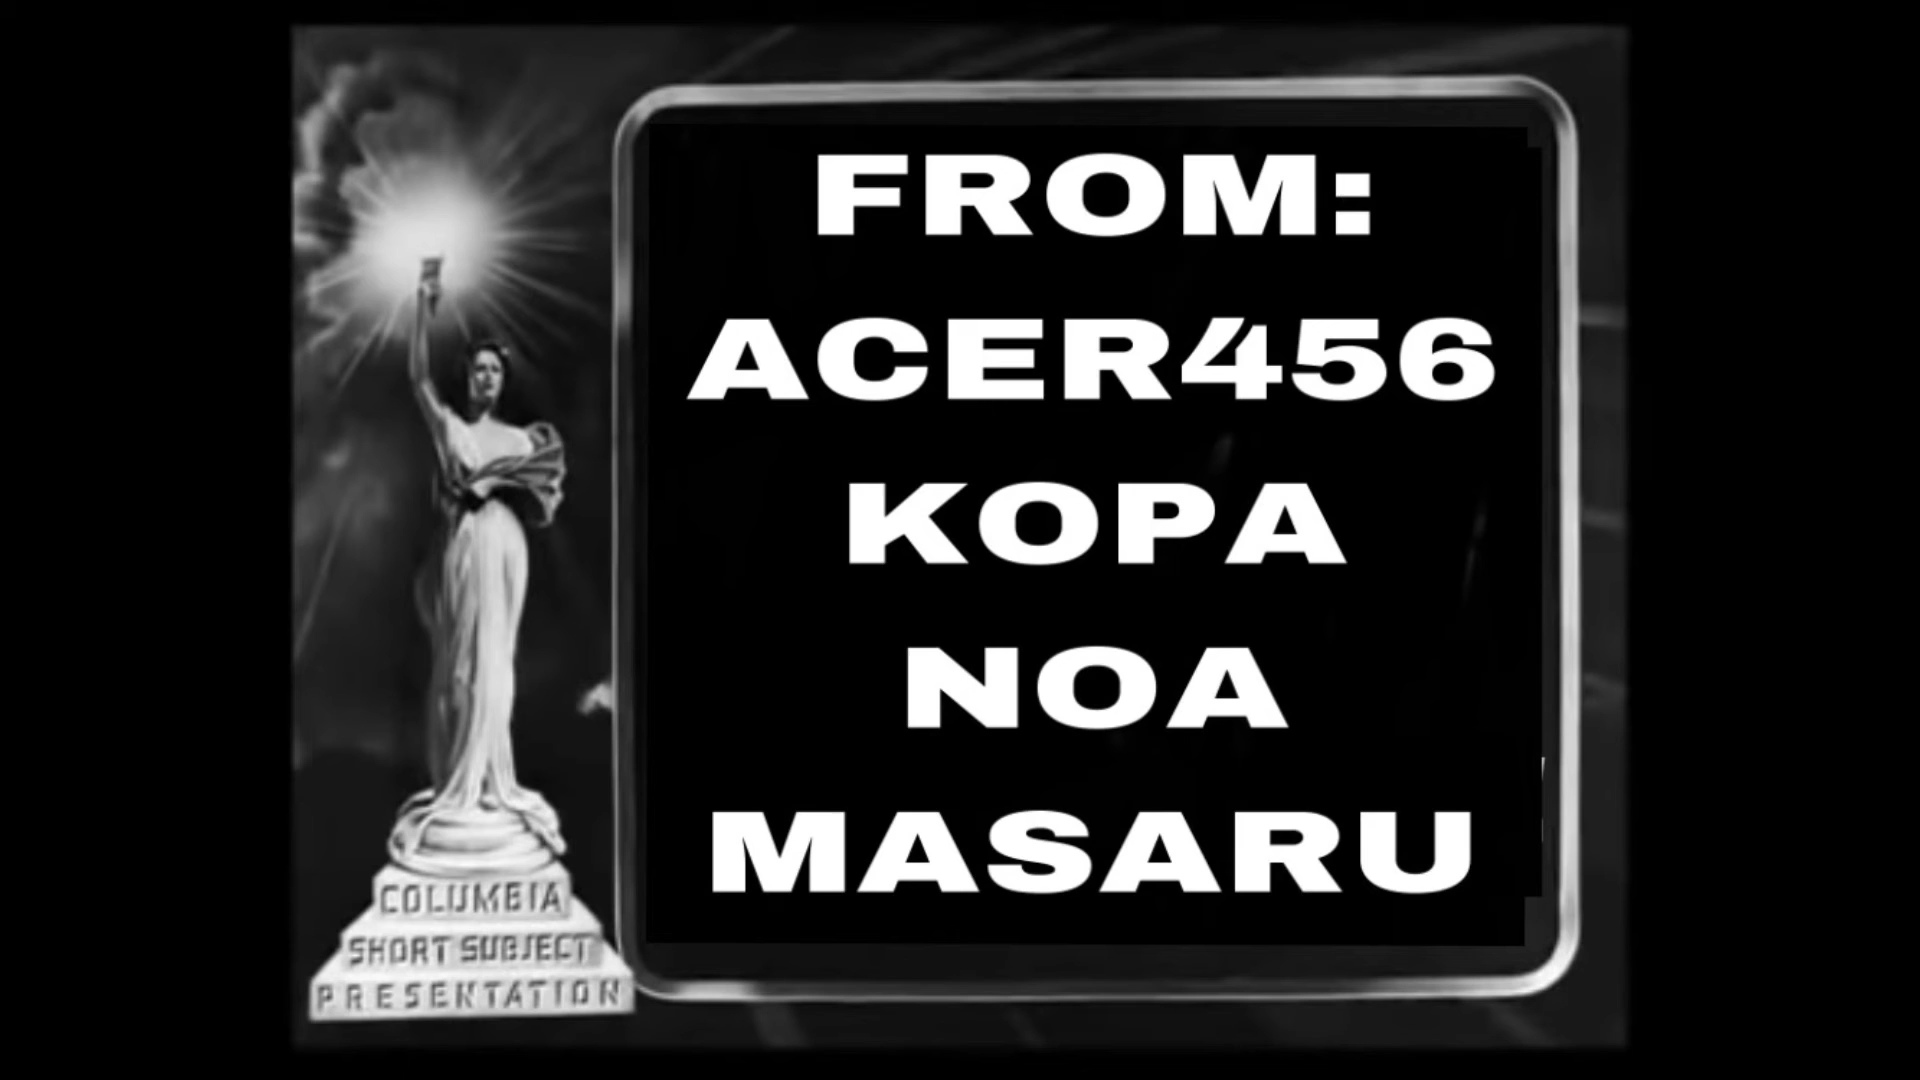 FROM:
ACER456
KOPA
NOA
MASARU
COLUMBIA
SHORT SUBJECT
PRESENTATION